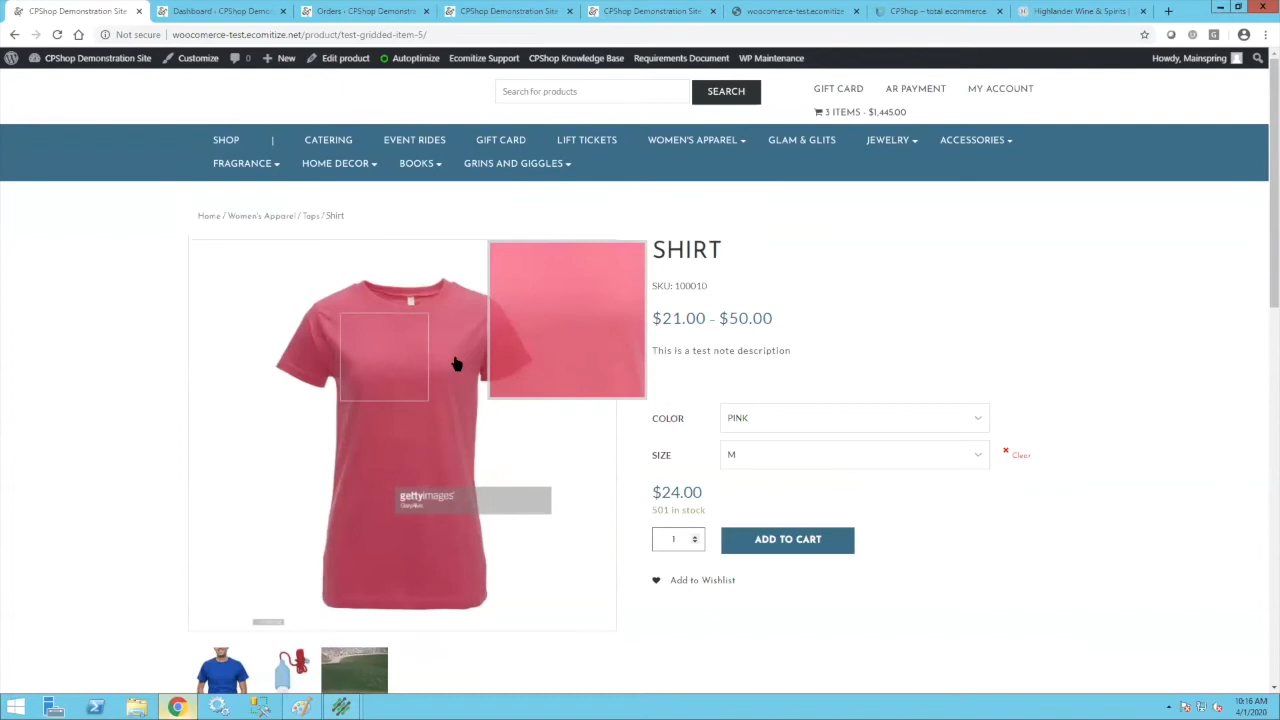 CPShop Demonstration Site
Dashboard - CPShop Demo
Orders - CPShop Demonstra
CPShop Demonstration Site
CPShop Demonstration Site
woocomerce-test.ecomitize
CPShop – total ecommerce
Highlander Wine & Spirits |
Not secure | woocomerce-test.ecomitize.net/product/test-gridded-item-5/
CPShop Demonstration Site Customize 0 New Edit product Autoptimize Ecomitize Support CPShop Knowledge Base Requirements Document WP Maintenance Howdy, Mainspring
Search for products SEARCH GIFT CARD AR PAYMENT MY ACCOUNT
3 ITEMS - $1,445.00
SHOP | CATERING EVENT RIDES GIFT CARD LIFT TICKETS WOMEN'S APPAREL GLAM & GLITS JEWELRY ACCESSORIES
FRAGRANCE HOME DECOR BOOKS GRINS AND GIGGLES
Home / Women's Apparel / Tops / Shirt
SHIRT
SKU: 100010
$21.00 – $50.00
This is a test note description
COLOR PINK
SIZE M Clear
$24.00
501 in stock
gettyimages
1 ADD TO CART
Add to Wishlist
10:16 AM
4/1/2020